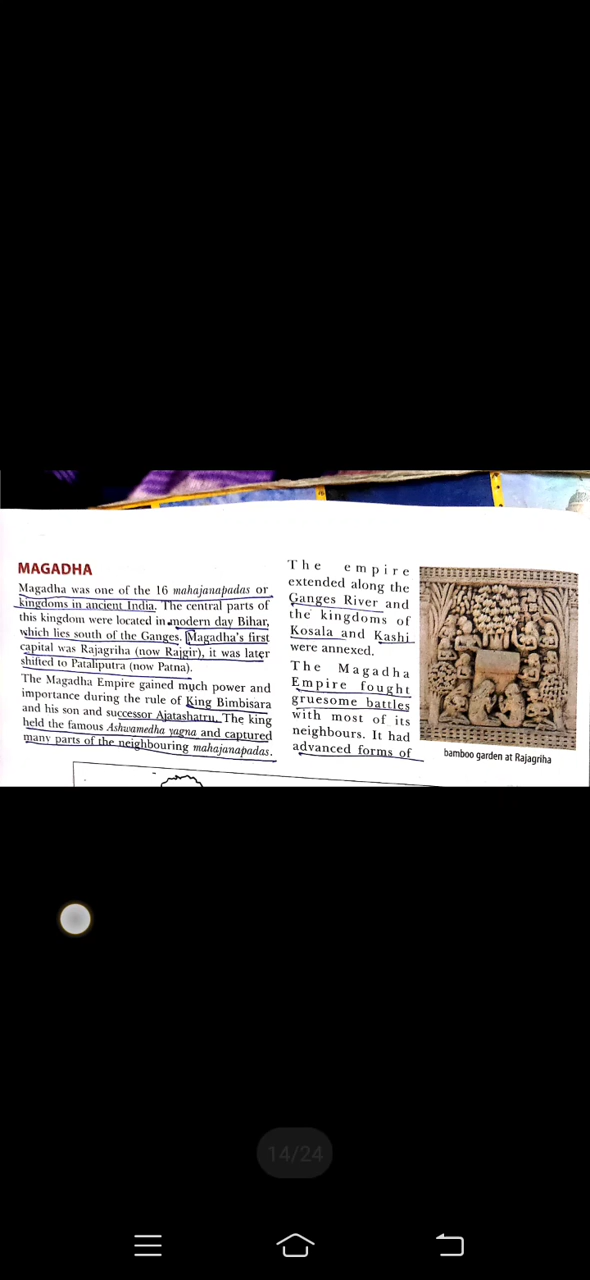 MAGADHA
Magadha was one of the 16 mahajanapadas or
kingdoms in ancient India. The central parts of
this kingdom were located in modern day Bihar,
which lies south of the Ganges. Magadha's first
capital was Rajagriha (now Rajgir), it was later
shifted to Pataliputra (now Patna).
The Magadha Empire gained much power and
importance during the rule of King Bimbisara
and his son and successor Ajatashatru. The king
held the famous Ashwamedha yagna and captured
many parts of the neighbouring mahajanapadas.
The empire
extended along the
Ganges River and
the kingdoms of
Kosala and Kashi
were annexed.
The Magadha
Empire fought
gruesome battles
with most of its
neighbours. It had
advanced forms of
bamboo garden at Rajagriha
14/24